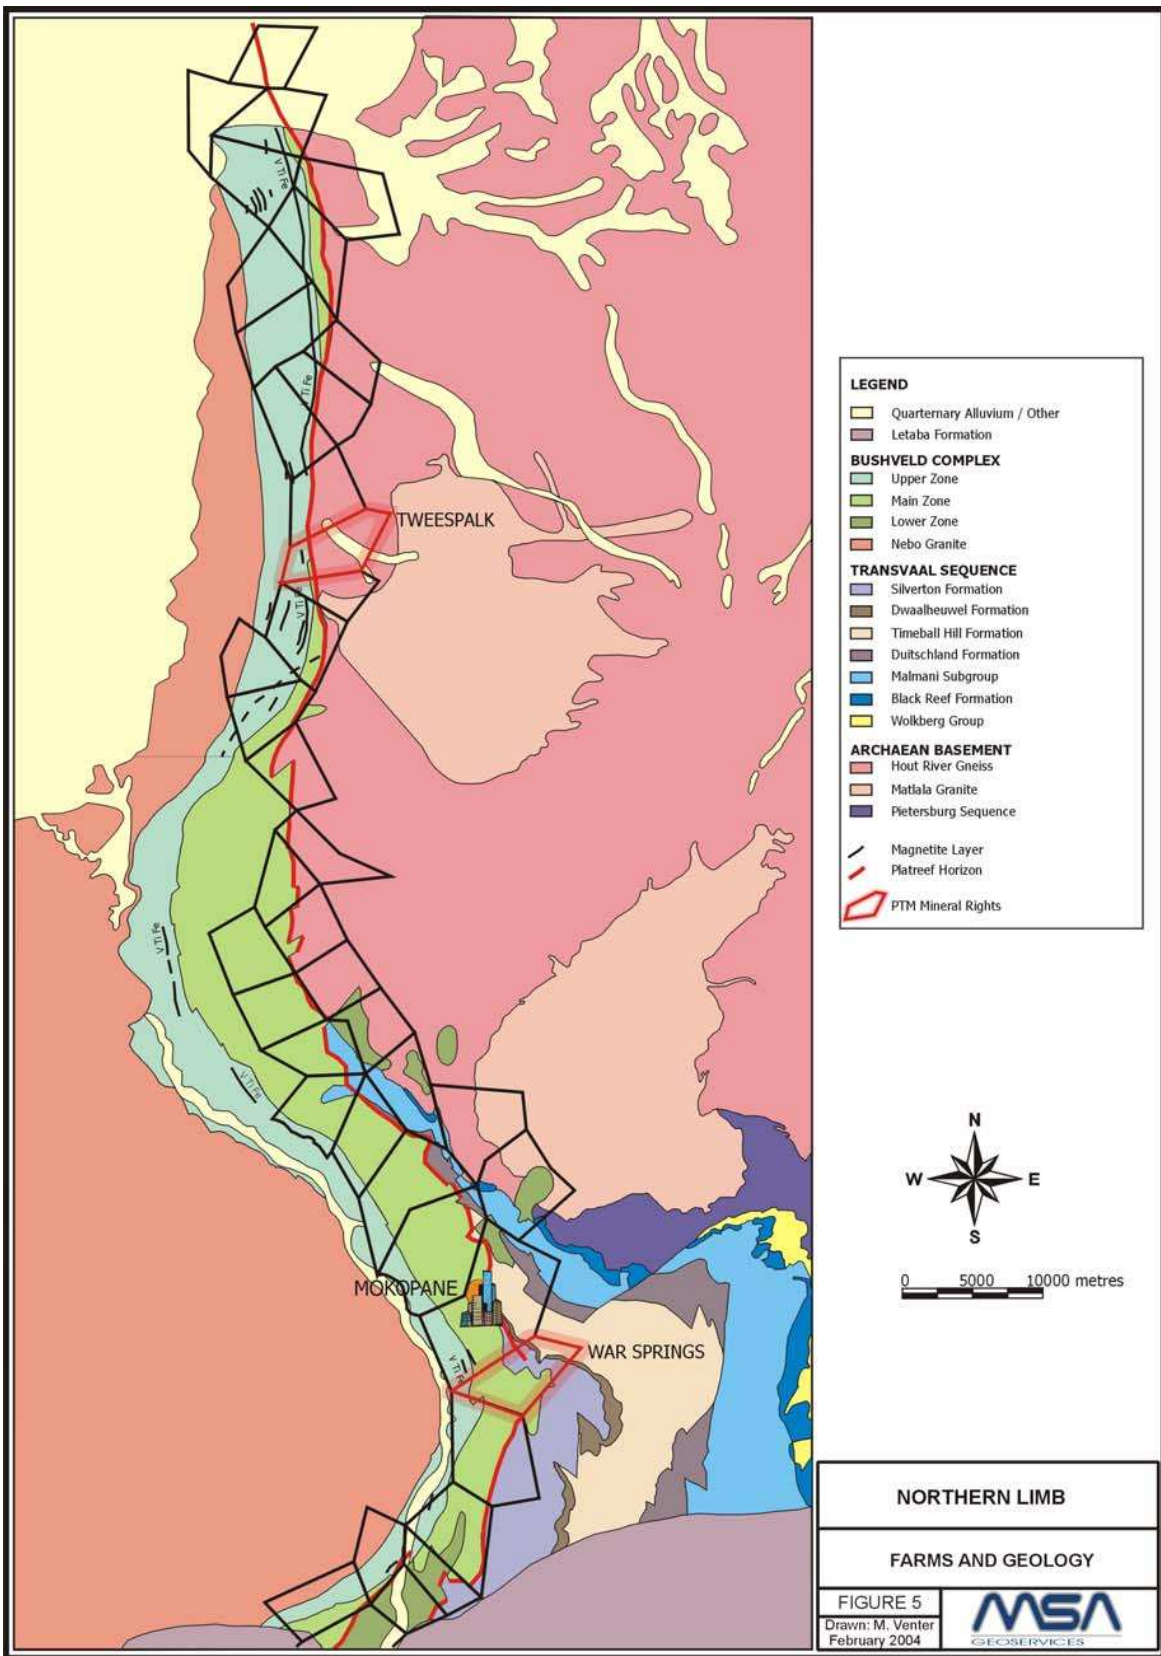 V Ti Fe
Ti Fe
TWEESPALK
V Ti Fe
V Ti Fe
V Ti Fe
MOKOPANE
WAR SPRINGS
V Ti Fe
LEGEND
Quarternary Alluvium / Other
Letaba Formation
BUSHVELD COMPLEX
Upper Zone
Main Zone
Lower Zone
Nebo Granite
TRANSVAAL SEQUENCE
Silverton Formation
Dwaalheuwel Formation
Timeball Hill Formation
Duitschland Formation
Malmani Subgroup
Black Reef Formation
Wolkberg Group
ARCHAEAN BASEMENT
Hout River Gneiss
Matlala Granite
Pietersburg Sequence
Magnetite Layer
Platreef Horizon
PTM Mineral Rights
N
W E
S
0 5000 10000 metres
NORTHERN LIMB
FARMS AND GEOLOGY
FIGURE 5
Drawn: M. Venter
February 2004
MSA
GEOSERVICES